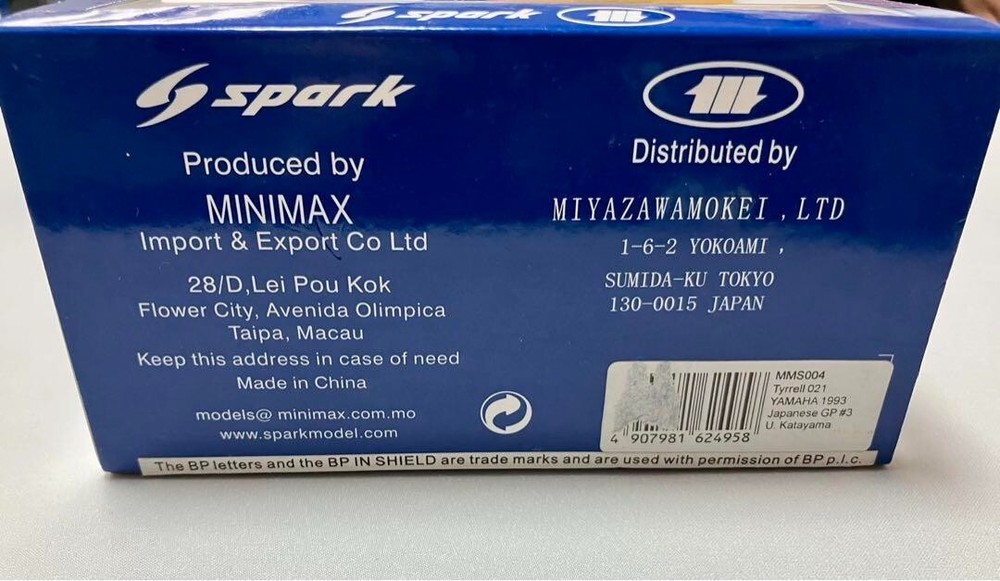 spark
spark
Produced by
MINIMAX
Import & Export Co Ltd
28/D,Lei Pou Kok
Flower City, Avenida Olimpica
Taipa, Macau
Keep this address in case of need
Made in China
models@ minimax.com.mo
www.sparkmodel.com
Distributed by
MIYAZAWAMOKEI ,LTD
1-6-2 YOKOAMI ,
SUMIDA-KU TOKYO
130-0015 JAPAN
MMS004
Tyrrell 021
YAMAHA 1993
Japanese GP #3
U. Katayama
4 907981 624958
The BP letters and the BP IN SHIELD are trade marks and are used with permission of BP p.l.c.